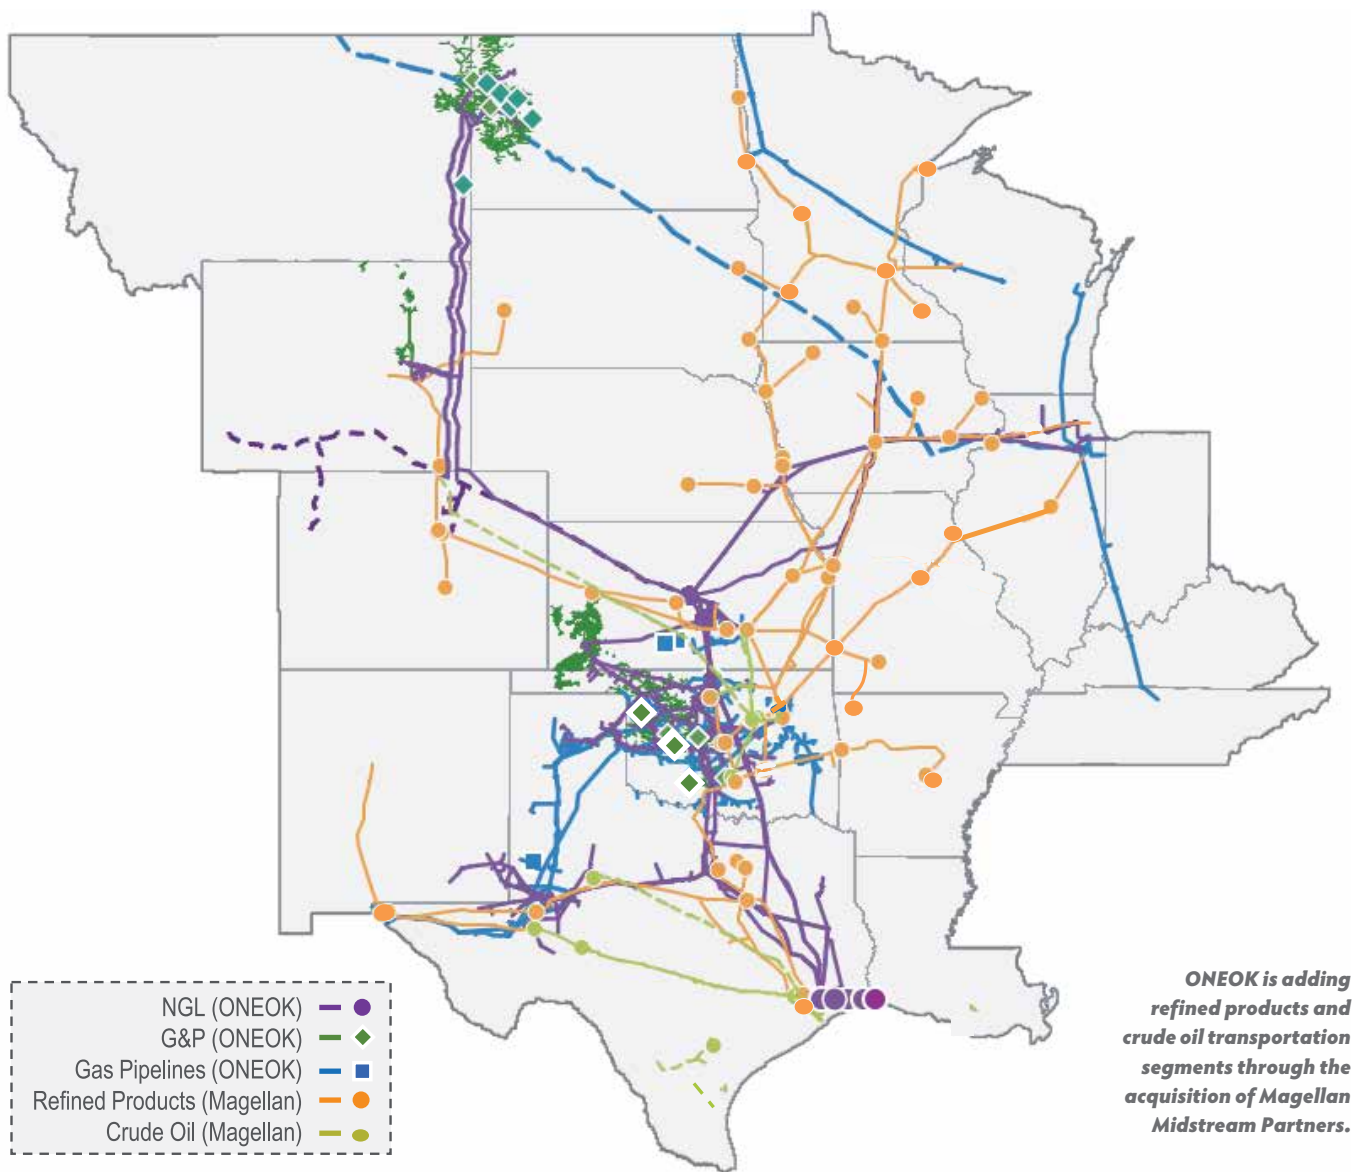 NGL (ONEOK)
G&P (ONEOK)
Gas Pipelines (ONEOK)
Refined Products (Magellan)
Crude Oil (Magellan)
ONEOK is adding
refined products and
crude oil transportation
segments through the
acquisition of Magellan
Midstream Partners.